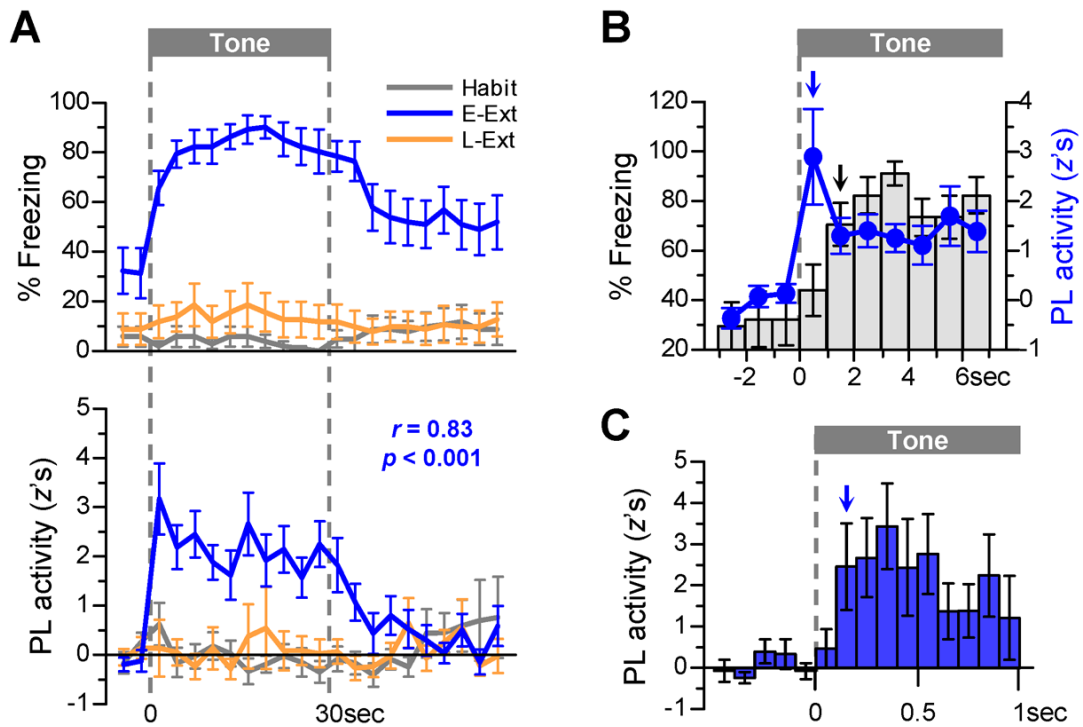 A
Tone
Habit
E-Ext
L-Ext
% Freezing
100
80
60
40
20
0
PL activity (z's)
5
4
3
2
1
0
-1
r = 0.83
p < 0.001
0
30sec
B
Tone
% Freezing
120
100
80
60
40
20
4
3
2
1
0
1
PL activity (z's)
-2
0
2
4
6sec
C
Tone
PL activity (z's)
5
4
3
2
1
0
-1
0
0.5
1sec